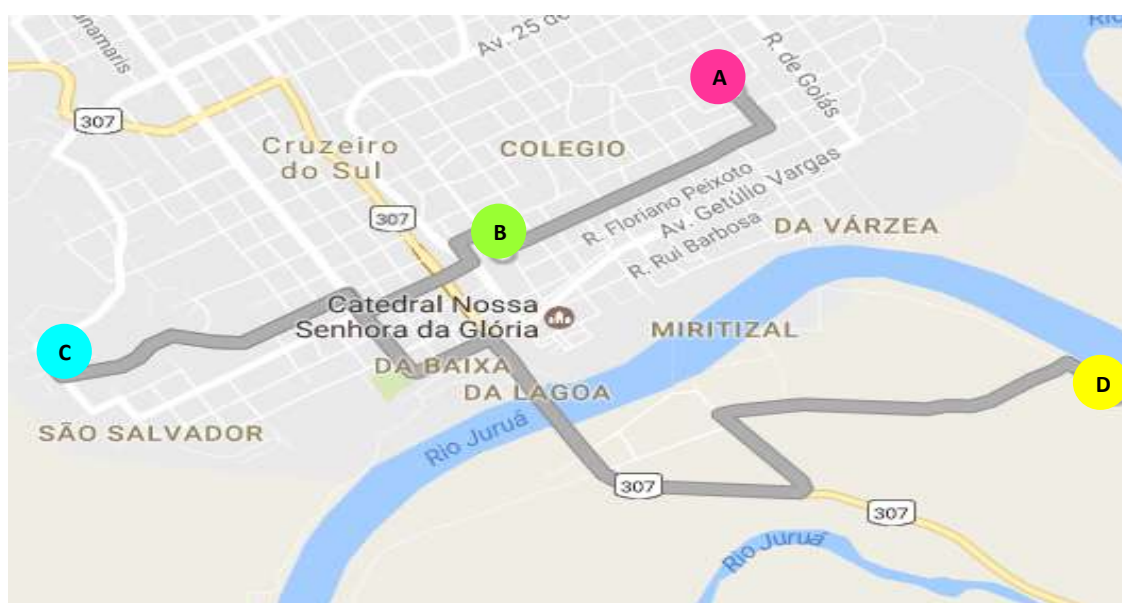 Av. 25 de
R. de Goiás
A
307
Cruzeiro
do Sul
COLEGIO
R. Floriano Peixoto
Av. Getúlio Vargas
R. Rui Barbosa
307
B
DA VÁRZEA
Catedral Nossa
Senhora da Glória
MIRITIZAL
C
DA BAIXA
DA LAGOA
D
SÃO SALVADOR
Rio Juruá
307
307
Rio Juruá